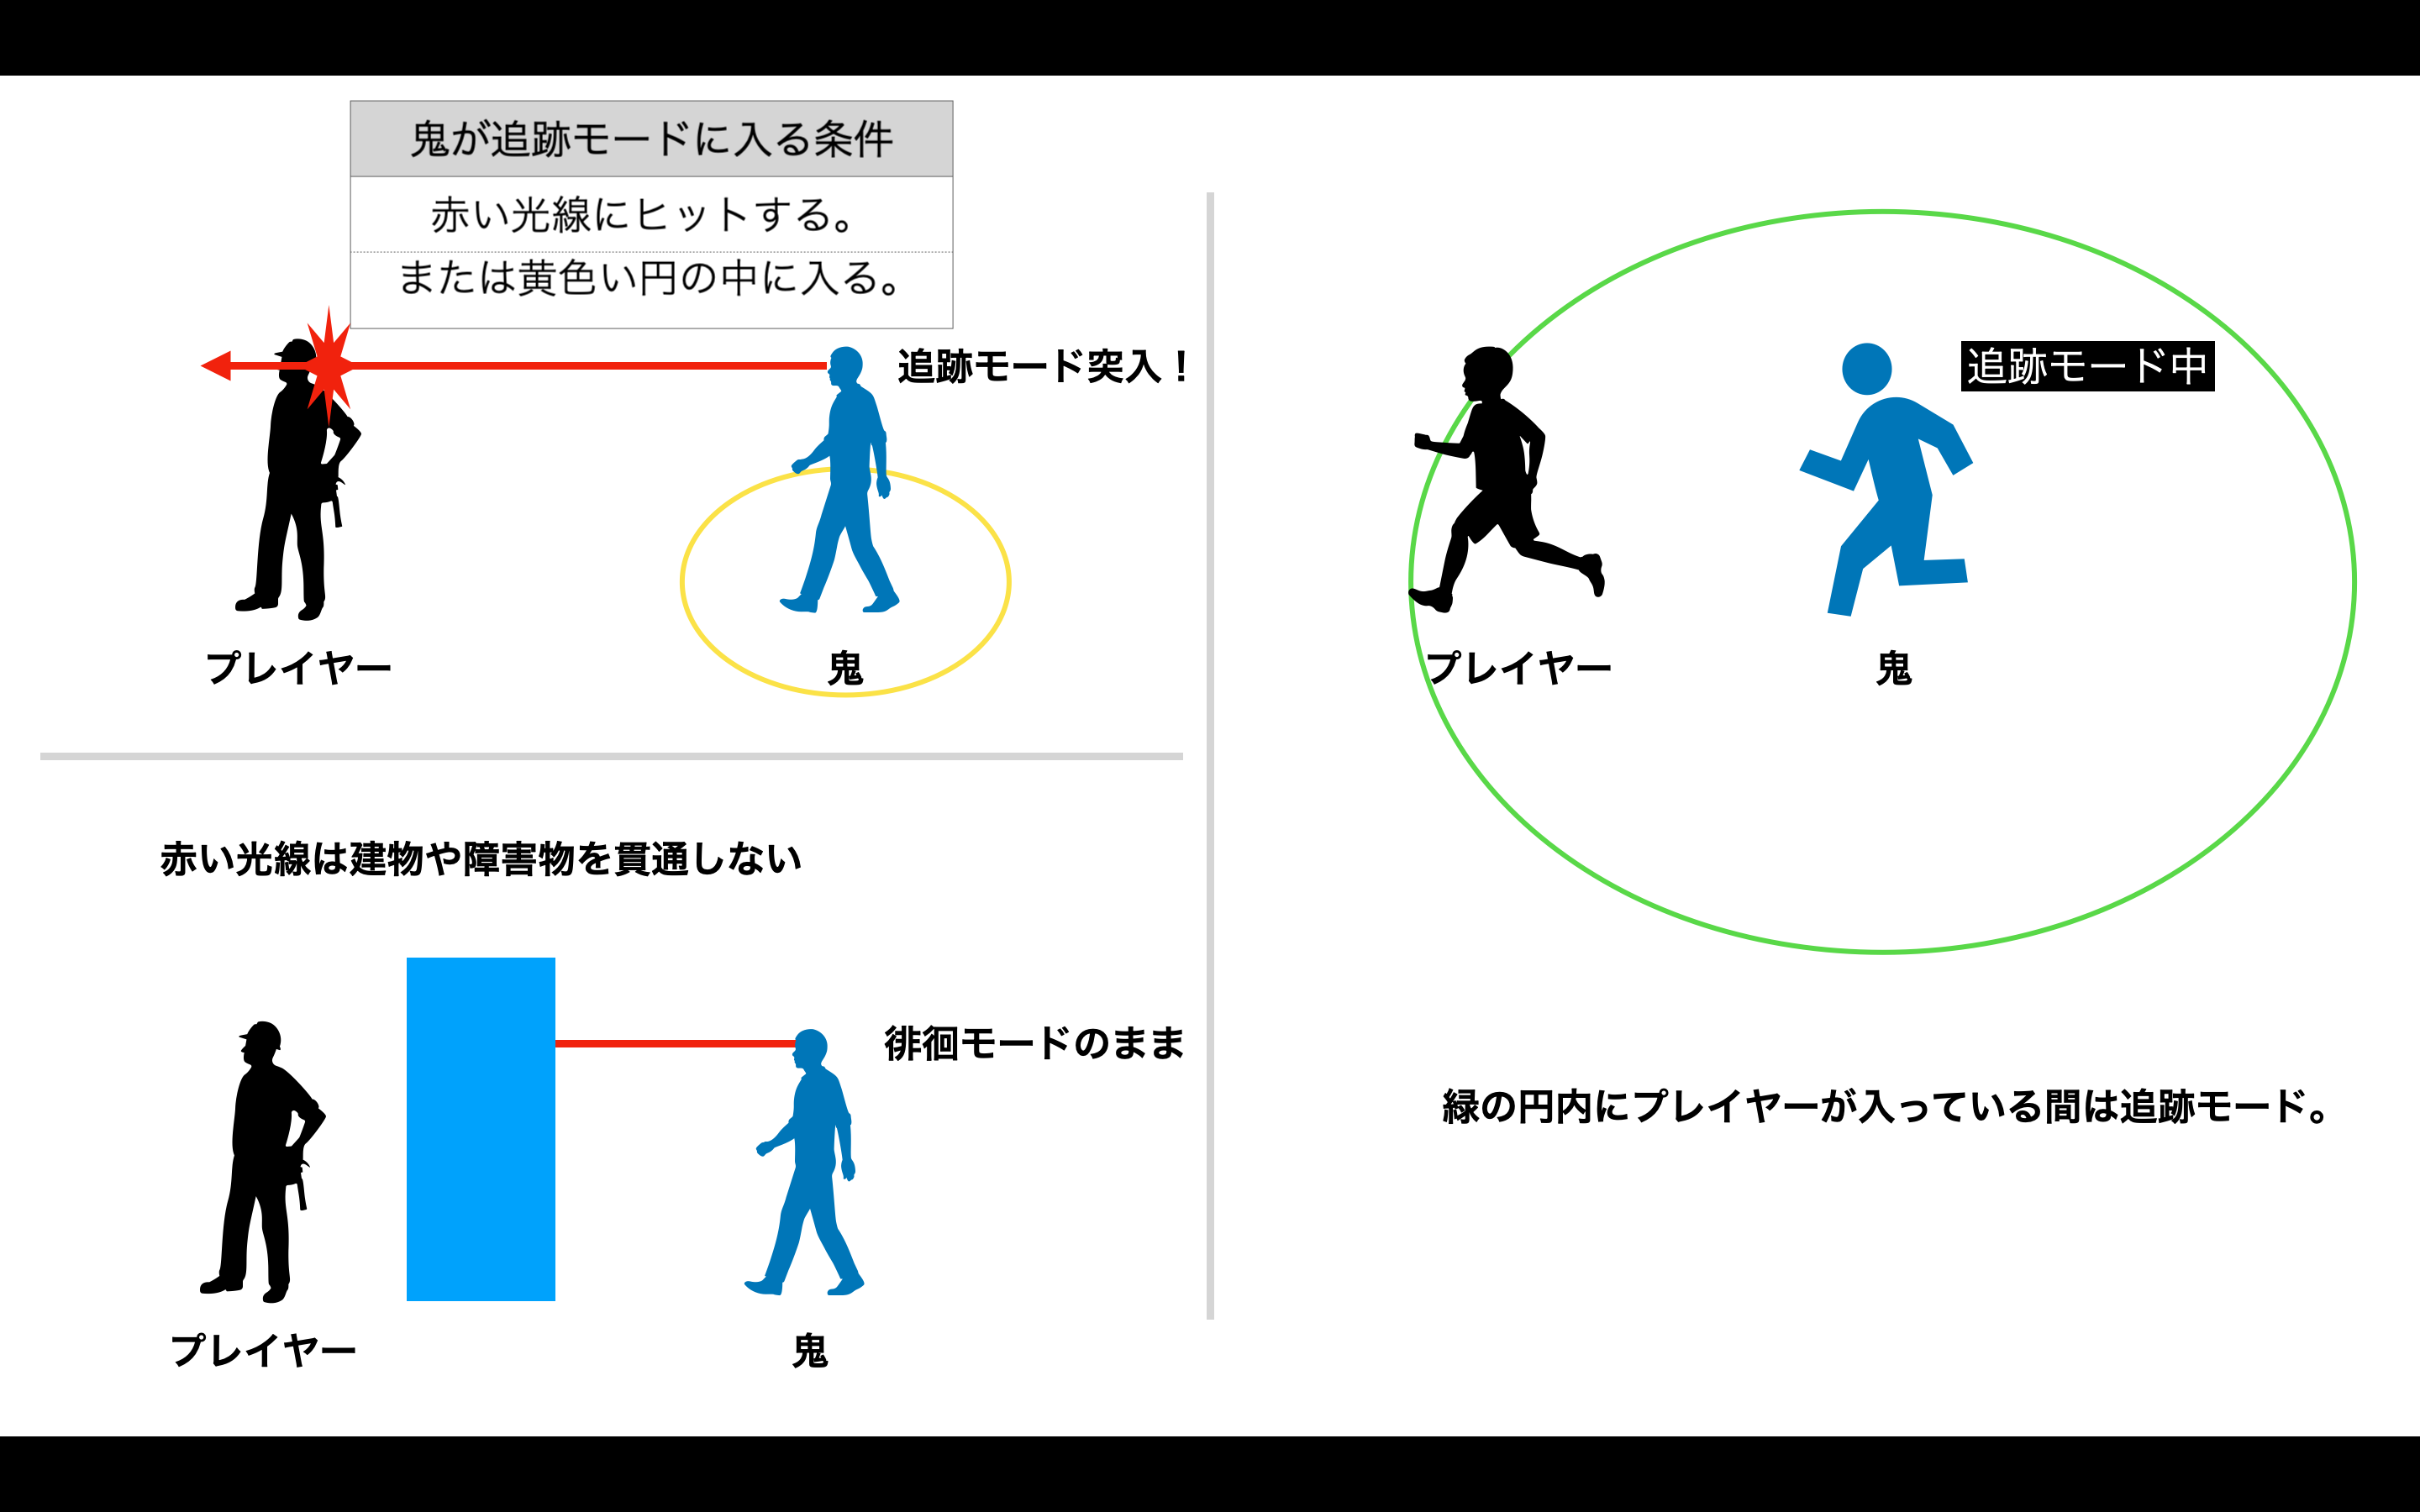 鬼が追跡モードに入る条件
赤い光線にヒットする。
または黄色い円の中に入る。
追跡モード突入！
プレイヤー
鬼
赤い光線は建物や障害物を貫通しない
徘徊モードのまま
プレイヤー
鬼
追跡モード中
プレイヤー
鬼
緑の円内にプレイヤーが入っている間は追跡モード。